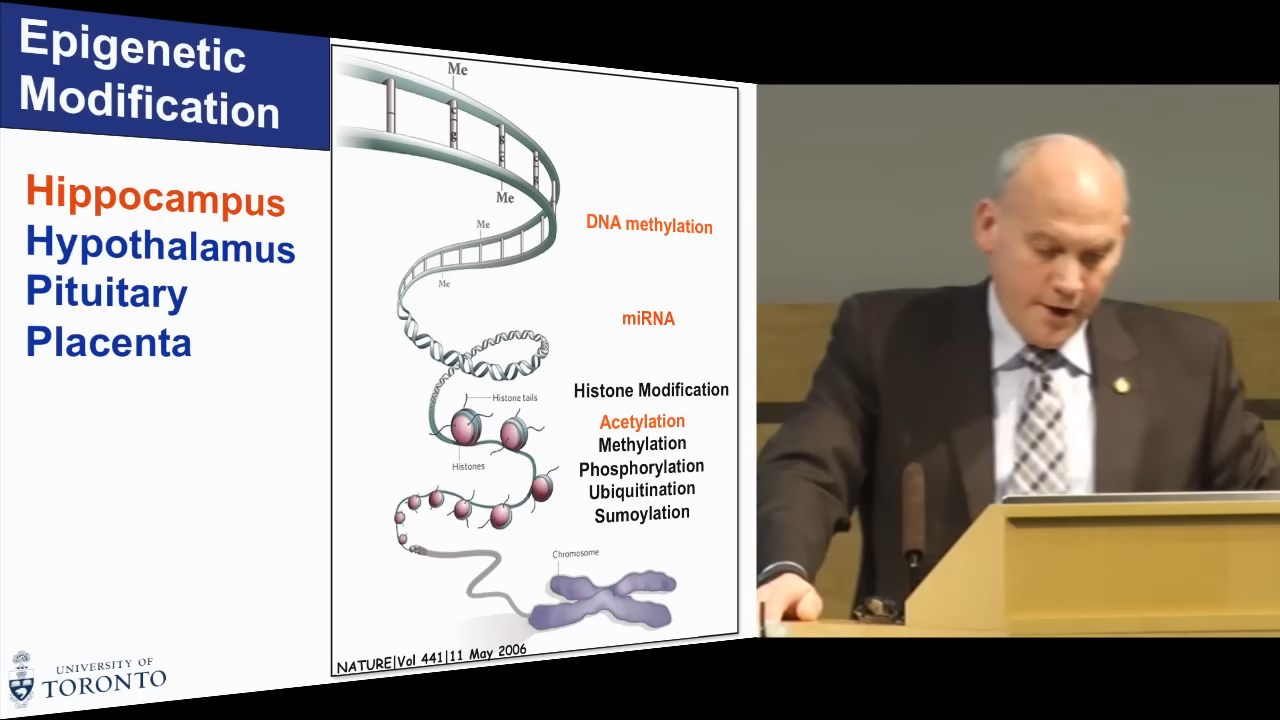 Epigenetic
Modification
Hippocampus
Hypothalamus
Pituitary
Placenta
Me
c
g
g
c
Me
Me
Me
DNA methylation
miRNA
Histone tails
Histones
Histone Modification
Acetylation
Methylation
Phosphorylation
Ubiquitination
Sumoylation
Chromosome
NATURE|Vol 441|11 May 2006
UNIVERSITY OF
TORONTO